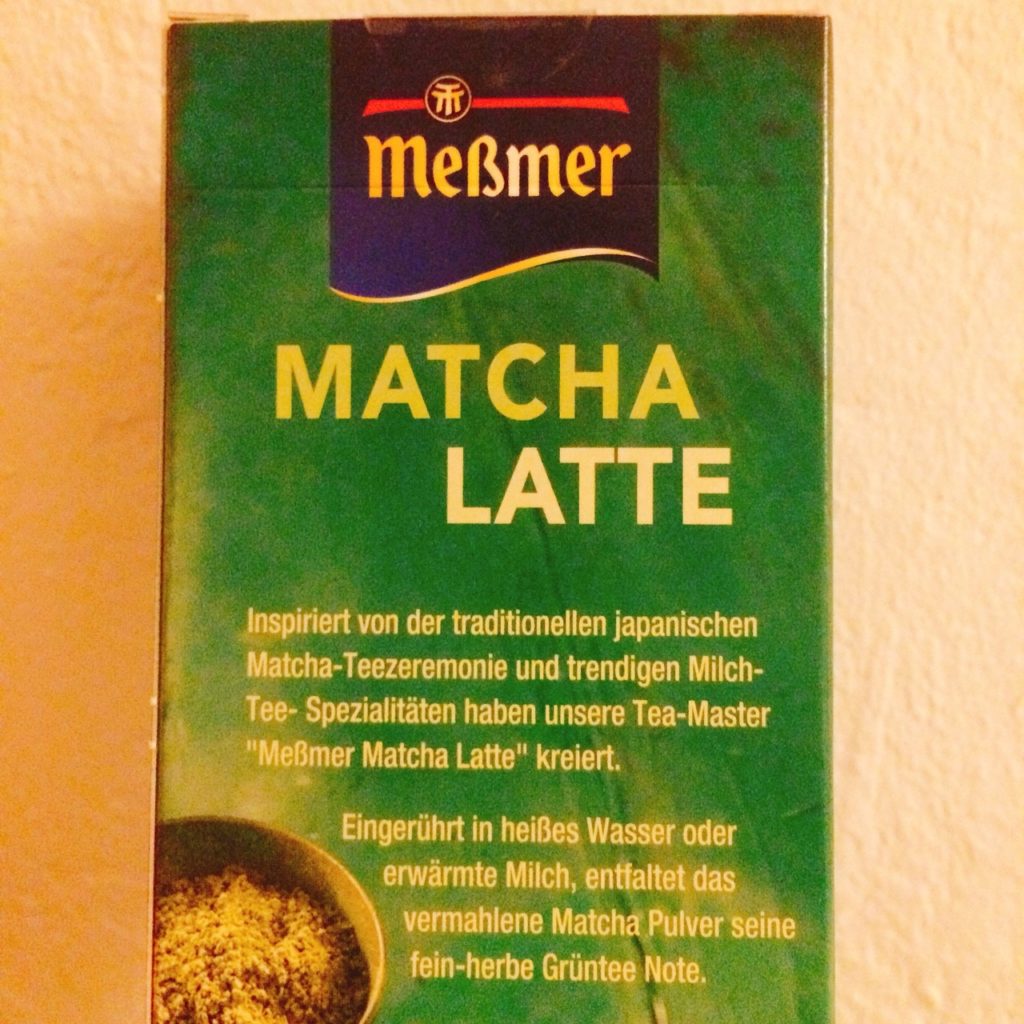 Meßmer
MATCHA
LATTE
Inspiriert von der traditionellen japanischen
Matcha-Teezeremonie und trendigen Milch-
Tee- Spezialitäten haben unsere Tea-Master
"Meßmer Matcha Latte" kreiert.
Eingerührt in heißes Wasser oder
erwärmte Milch, entfaltet das
vermahlene Matcha Pulver seine
fein-herbe Grüntee Note.